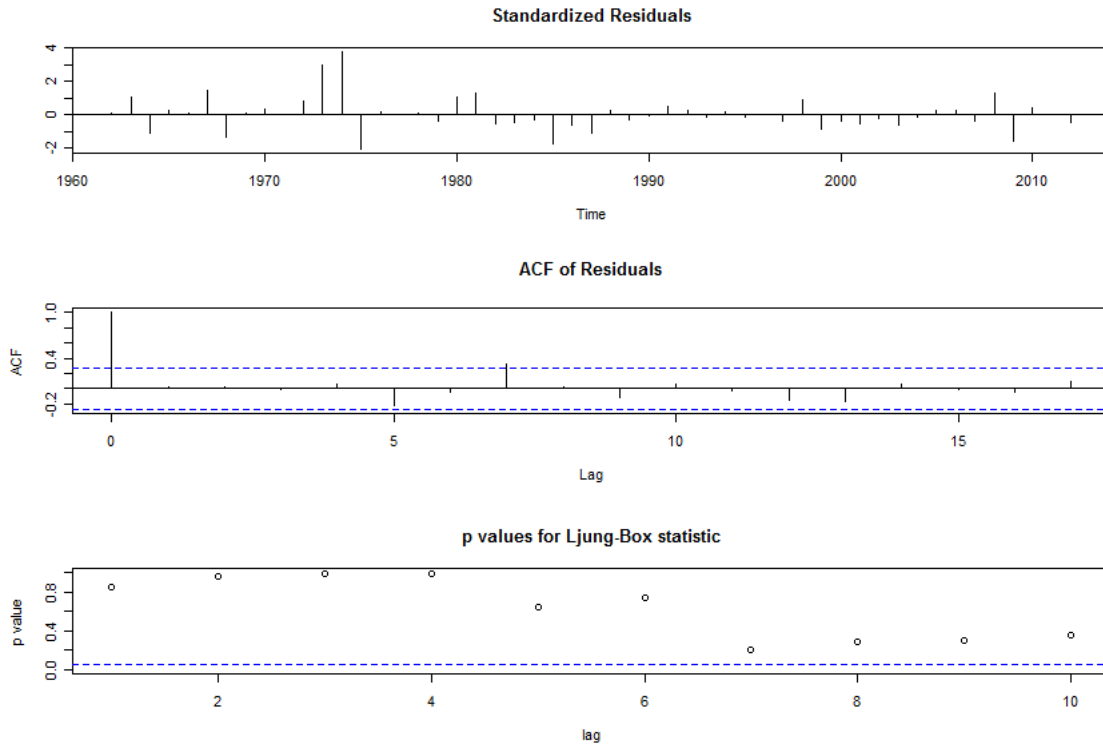 Standardized Residuals
4
2
0
-2
1960 1970 1980 1990 2000 2010
Time
ACF of Residuals
ACF
1.0
0.4
-0.2
0 5 10 15
Lag
p values for Ljung-Box statistic
p value
0.8
0.4
0.0
2 4 6 8 10
lag